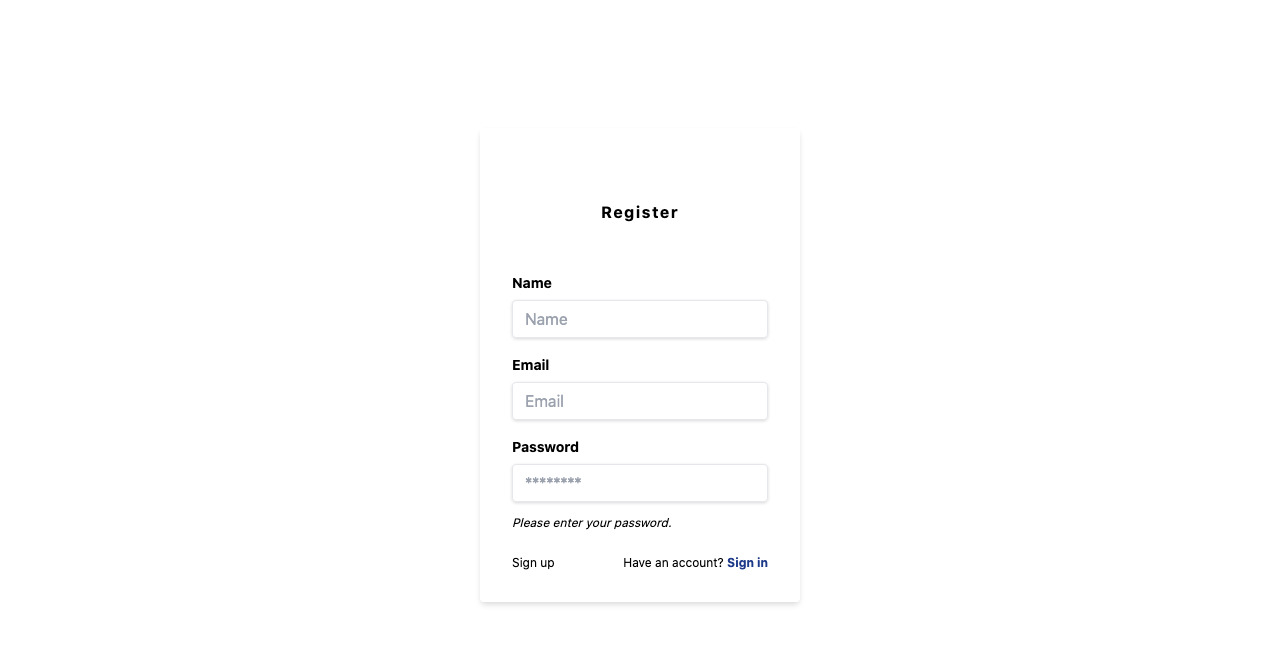 Register
Name
Name
Email
Email
Password
********
Please enter your password.
Sign up
Have an account? Sign in